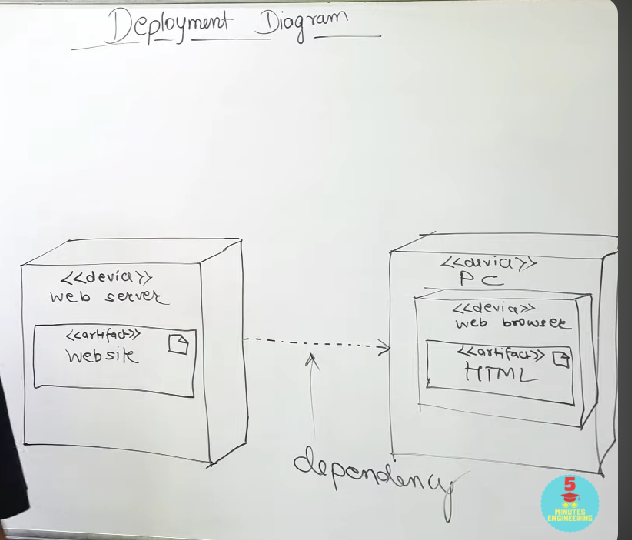 Deployment Diagram
<<device>>
Web server
<<artifact>>
Website
<<device>>
PC
<<device>>
Web browser
<<artifact>>
HTML
dependency
5
MINUTES
ENGINEERING